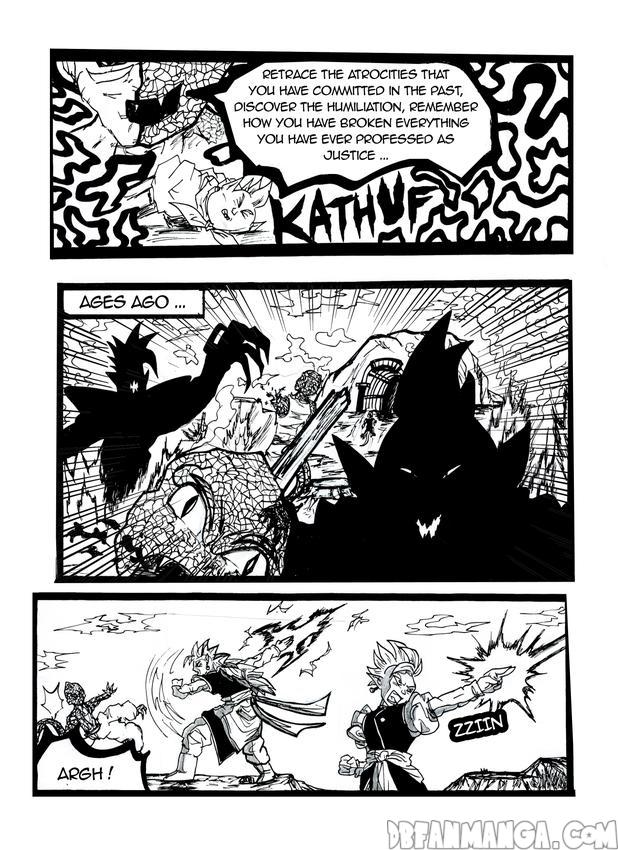 RETRACE THE ATROCITIES THAT
YOU HAVE COMMITTED IN THE PAST,
DISCOVER THE HUMILIATION, REMEMBER
HOW YOU HAVE BROKEN EVERYTHING
YOU HAVE EVER PROFESSED AS
JUSTICE ...
KATHUF
AGES AGO ...
ZZIIN
ARGH !
DBFANMANGA.COM